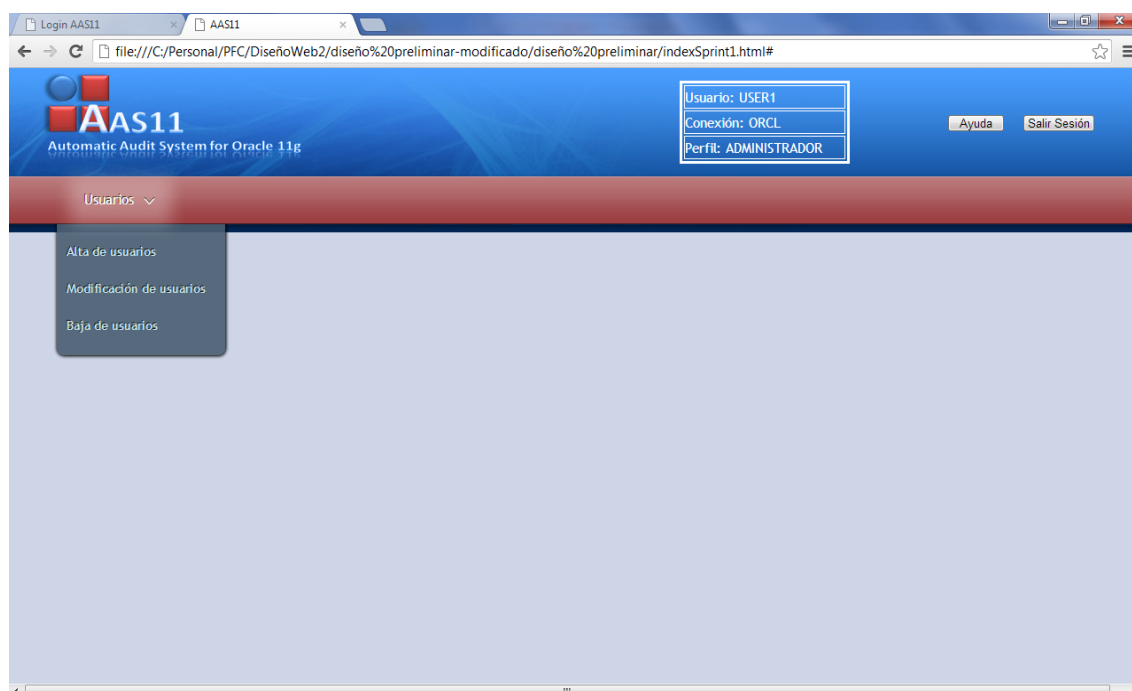 Login AAS11
AAS11
file:///C:/Personal/PFC/DiseñoWeb2/diseño%20preliminar-modificado/diseño%20preliminar/indexSprint1.html#
AAS11
Automatic Audit System for Oracle 11g
Usuario: USER1
Conexión: ORCL
Perfil: ADMINISTRADOR
Ayuda
Salir Sesión
Usuarios
Alta de usuarios
Modificación de usuarios
Baja de usuarios